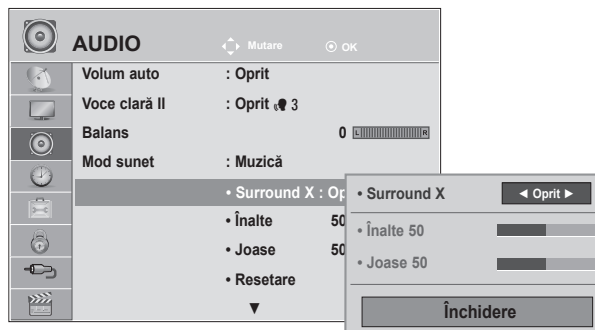 AUDIO Mutare OK
Volum auto : Oprit
Voce clară II : Oprit 3
Balans 0 L R
Mod sunet : Muzică
• Surround X : Op
• Înalte 50
• Joase 50
• Resetare
▼
• Surround X ◄ Oprit ►
• Înalte 50
• Joase 50
Închidere